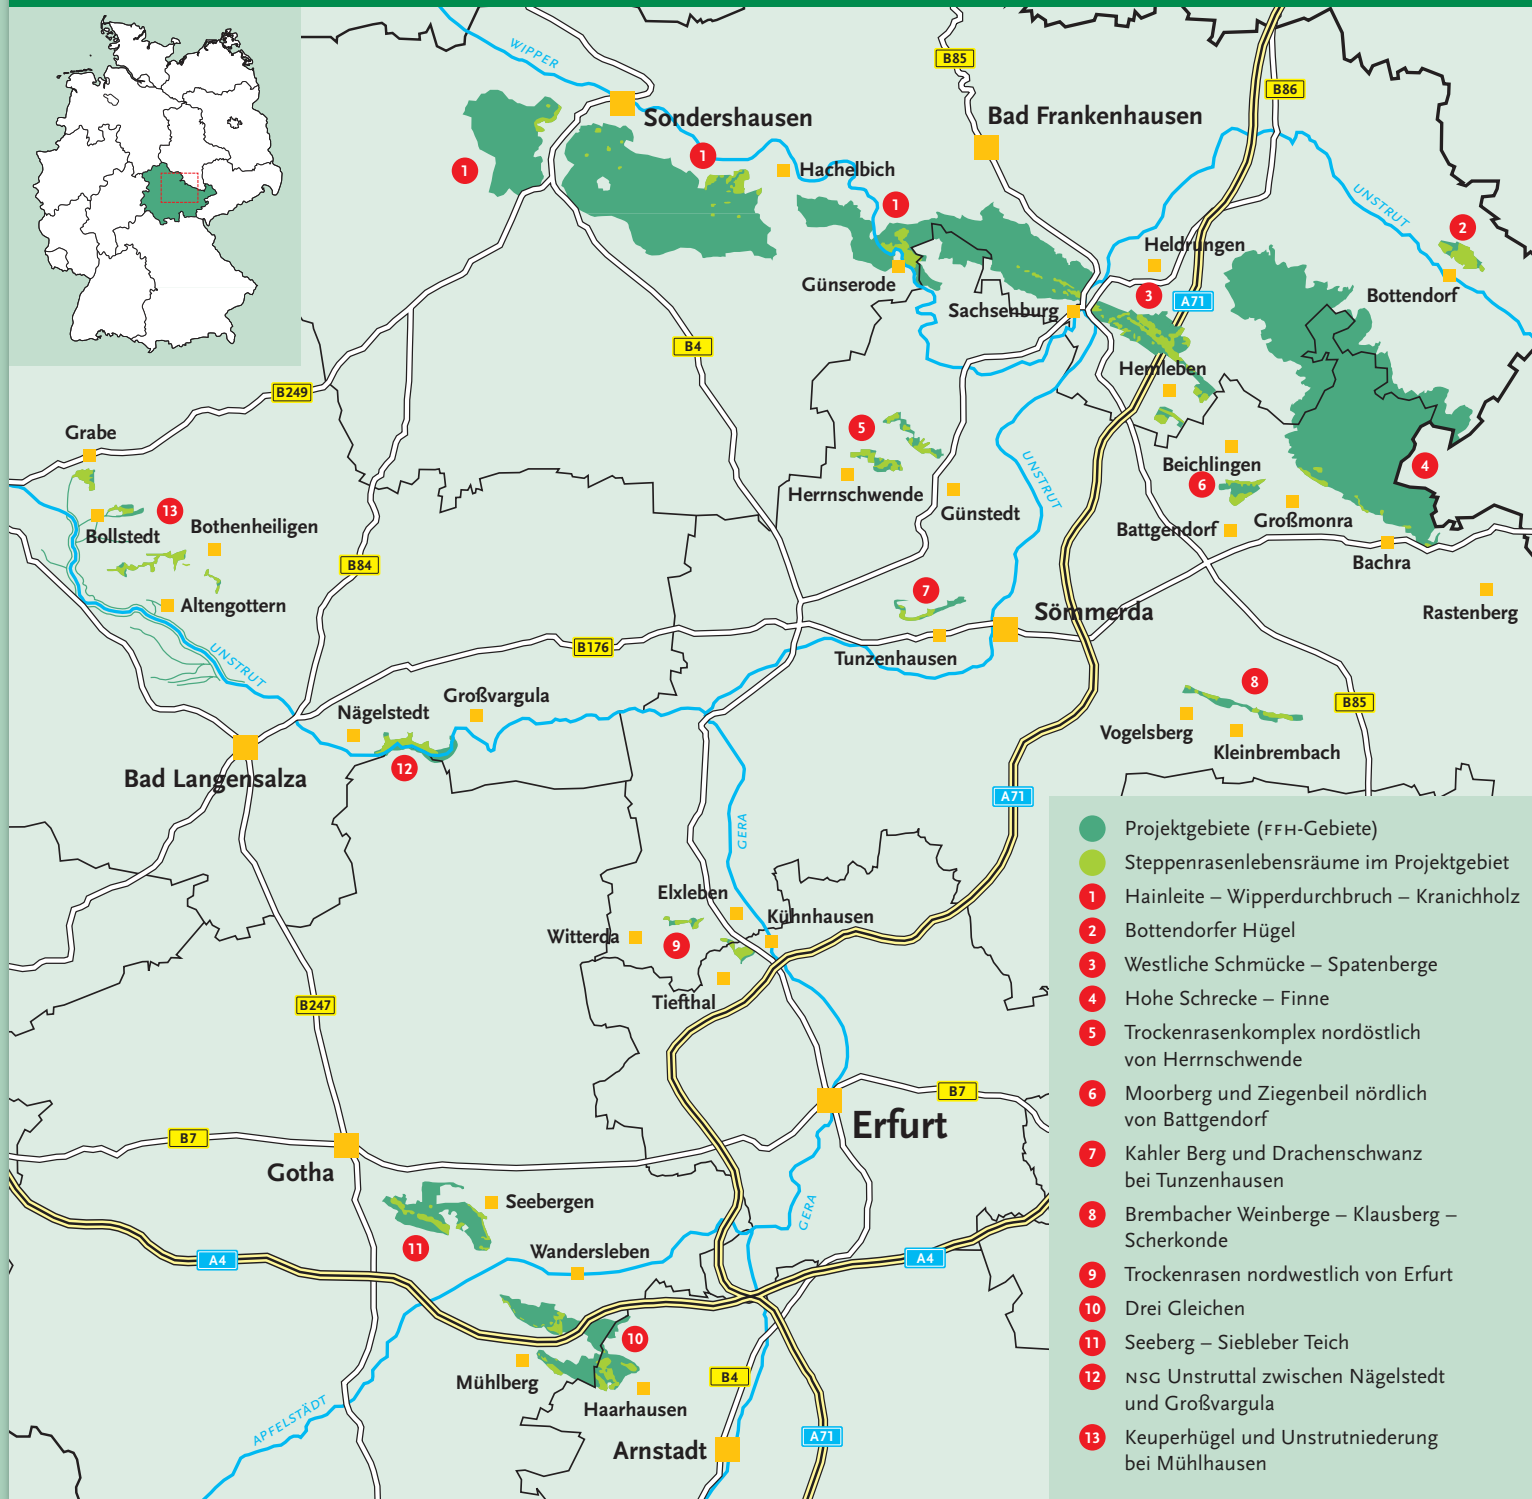 WIPPER
B85
B86
Sondershausen
Bad Frankenhausen
1
1
Hachelbich
1
UNSTRUT
2
Heldrungen
Günserode
Sachsenburg
3
A71
Bottendorf
B4
Hemleben
B249
Grabe
5
Beichlingen
4
Herrnschwende
UNSTRUT
6
13
Bothenheiligen
Günstedt
Großmonra
Bollstedt
Battgendorf
B84
Bachra
Altengottern
7
Sömmerda
Rastenberg
UNSTRUT
B176
Tunzenhausen
8
Großvargula
B85
Nägelstedt
Vogelsberg
Kleinbrembach
12
Bad Langensalza
A71
GERA
Elxleben
Kühnhausen
Witterda
9
Tiefthal
B247
B7
Erfurt
B7
Gotha
Seebergen
GERA
11
Wandersleben
A4
A4
10
Mühlberg
B4
Haarhausen
APFELSTÄDT
A71
Arnstadt
Projektgebiete (FFH-Gebiete)
Steppenrasenlebensräume im Projektgebiet
1 Hainleite – Wipperdurchbruch – Kranichholz
2 Bottendorfer Hügel
3 Westliche Schmücke – Spatenberge
4 Hohe Schrecke – Finne
5 Trockenrasenkomplex nordöstlich
von Herrnschwende
6 Moorberg und Ziegenbeil nördlich
von Battgendorf
7 Kahler Berg und Drachenschwanz
bei Tunzenhausen
8 Brembacher Weinberge – Klausberg –
Scherkonde
9 Trockenrasen nordwestlich von Erfurt
10 Drei Gleichen
11 Seeberg – Siebleber Teich
12 NSG Unstruttal zwischen Nägelstedt
und Großvargula
13 Keuperhügel und Unstrutniederung
bei Mühlhausen